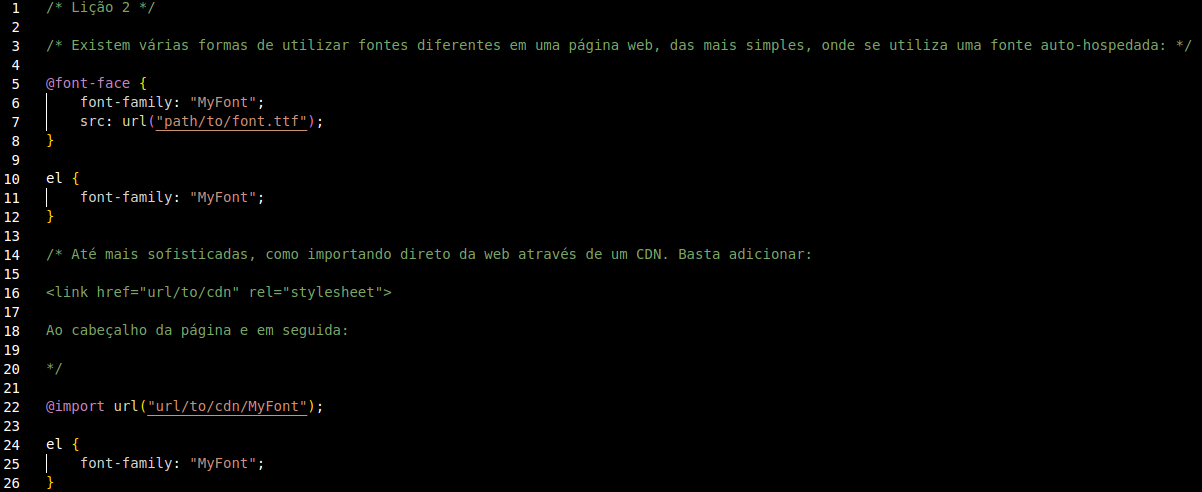 1 /* Lição 2 */
2
3 /* Existem várias formas de utilizar fontes diferentes em uma página web, das mais simples, onde se utiliza uma fonte auto-hospedada: */
4
5 @font-face {
6     font-family: "MyFont";
7     src: url("path/to/font.ttf");
8 }
9
10 el {
11     font-family: "MyFont";
12 }
13
14 /* Até mais sofisticadas, como importando direto da web através de um CDN. Basta adicionar:
15
16 <link href="url/to/cdn" rel="stylesheet">
17
18 Ao cabeçalho da página e em seguida:
19
20 */
21
22 @import url("url/to/cdn/MyFont");
23
24 el {
25     font-family: "MyFont";
26 }